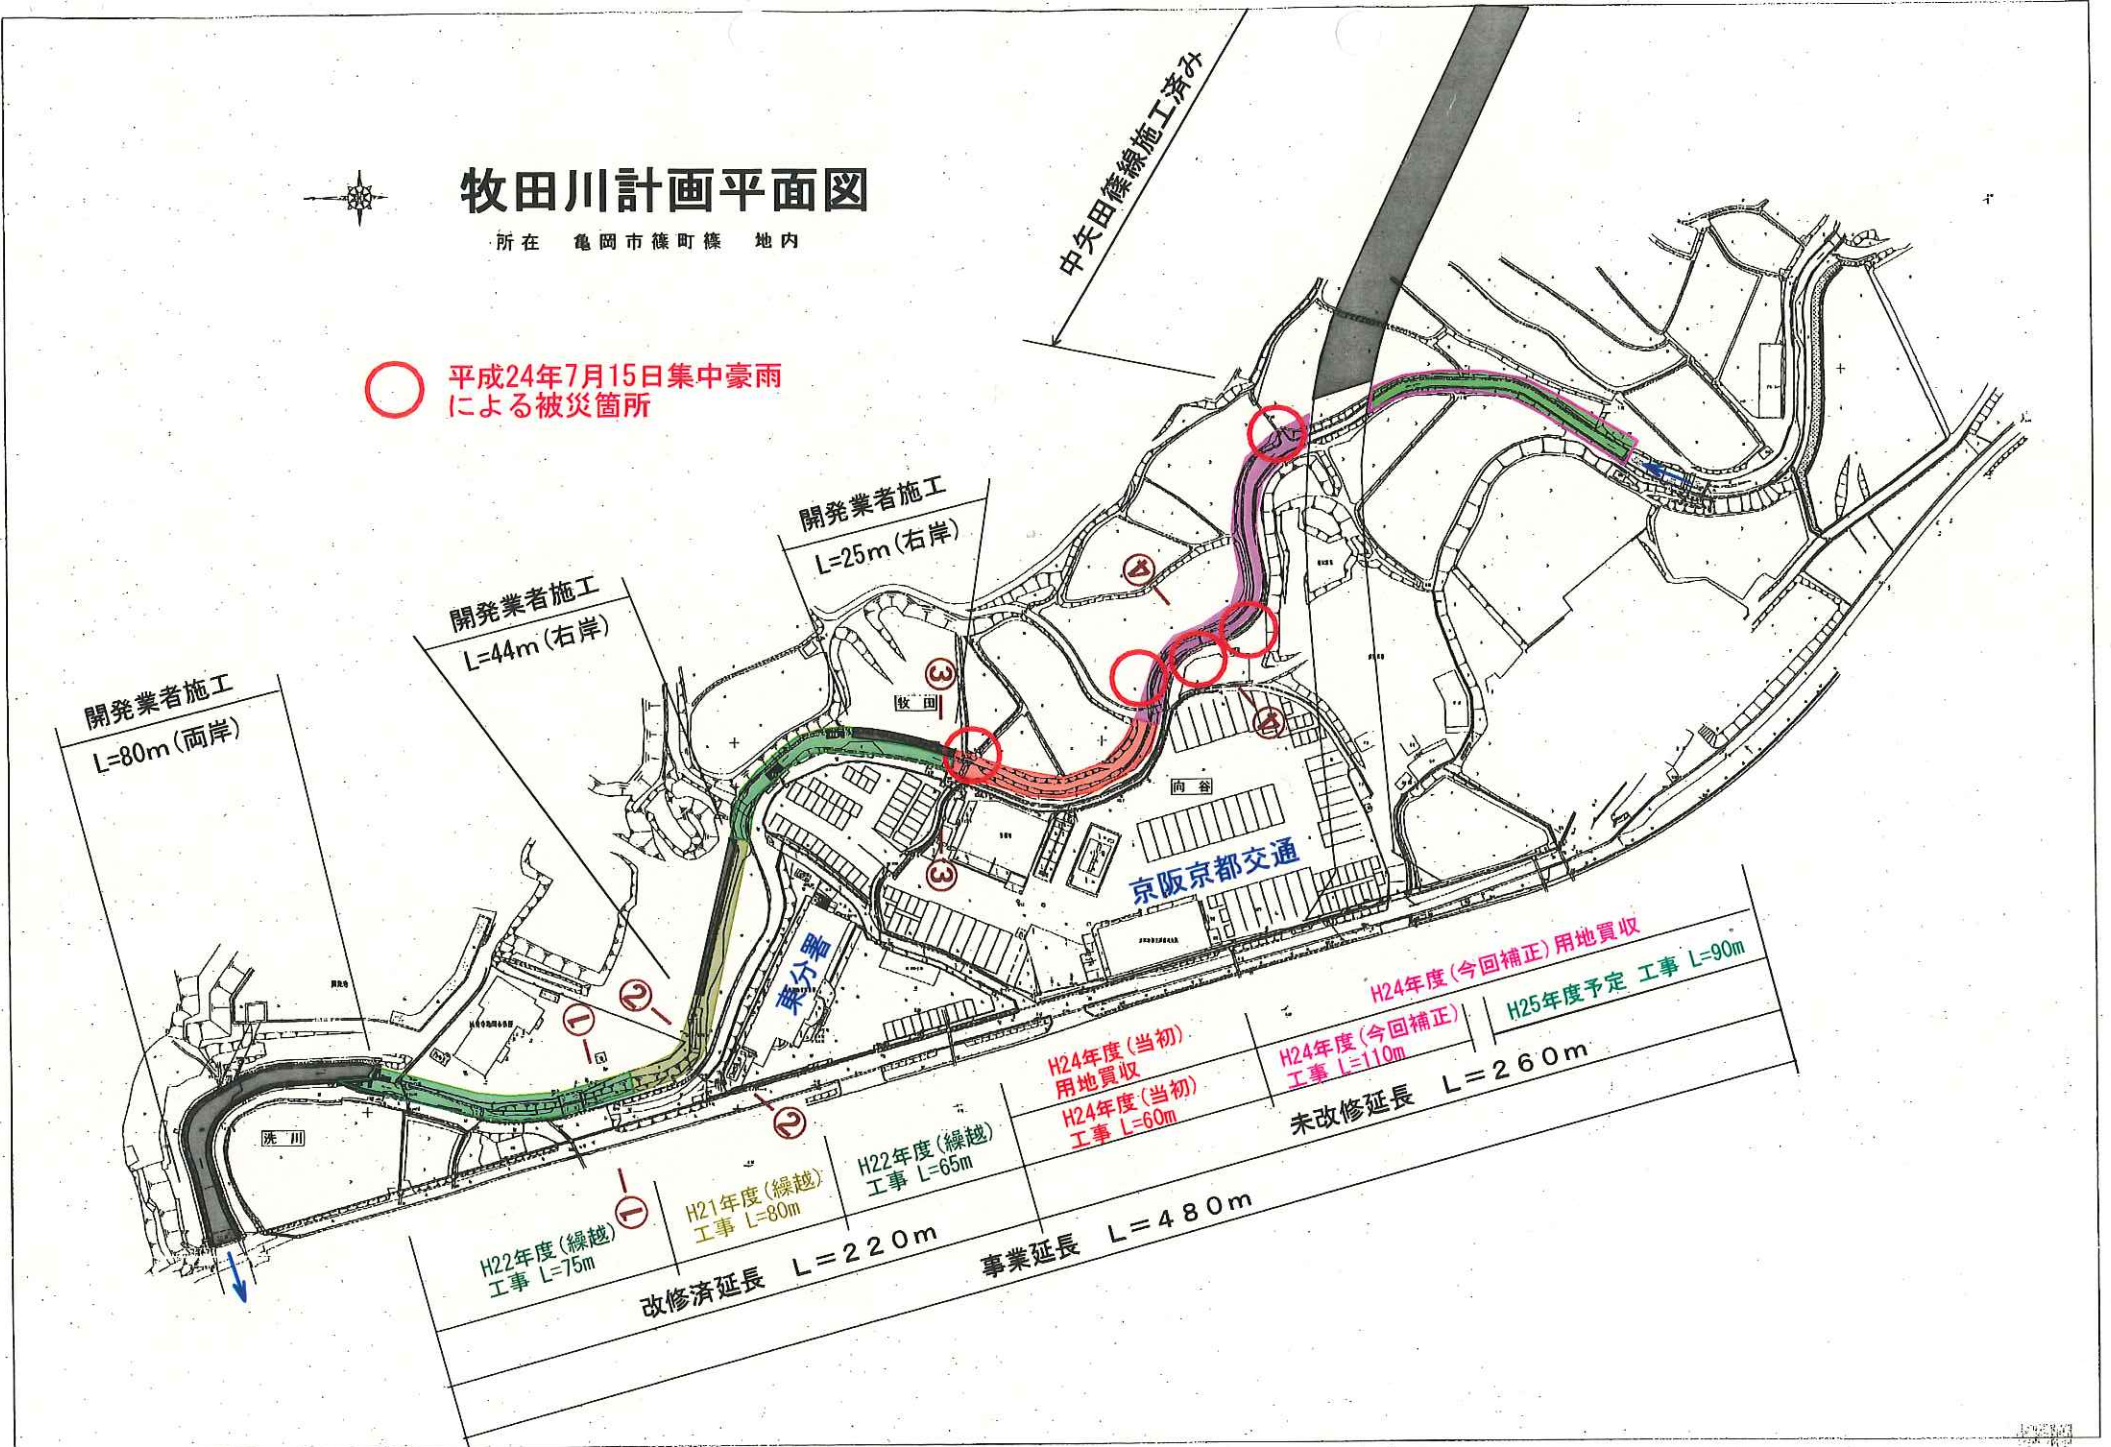 牧田川計画平面図
所在 亀岡市篠町篠 地内
平成24年7月15日集中豪雨
による被災箇所
中矢田篠線施工済み
開発業者施工
L=25m(右岸)
開発業者施工
L=44m(右岸)
開発業者施工
L=80m(両岸)
④
③
牧田
④
向谷
③
京阪京都交通
東分署
②
①
②
①
洗川
H24年度(今回補正)用地買収
H25年度予定 工事 L=90m
H24年度(今回補正)
工事 L=110m
H24年度(当初)
用地買収
H24年度(当初)
工事 L=60m
未改修延長 L=260m
H22年度(繰越)
工事 L=65m
H21年度(繰越)
工事 L=80m
H22年度(繰越)
工事 L=75m
改修済延長 L=220m
事業延長 L=480m